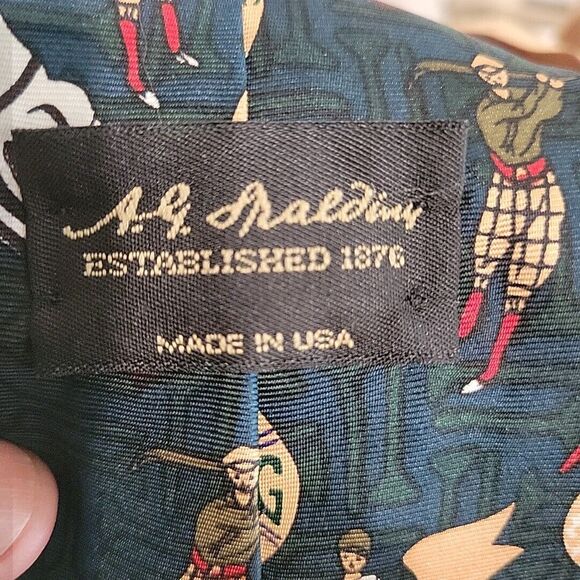 A.G. Spalding
ESTABLISHED 1876
MADE IN USA
G